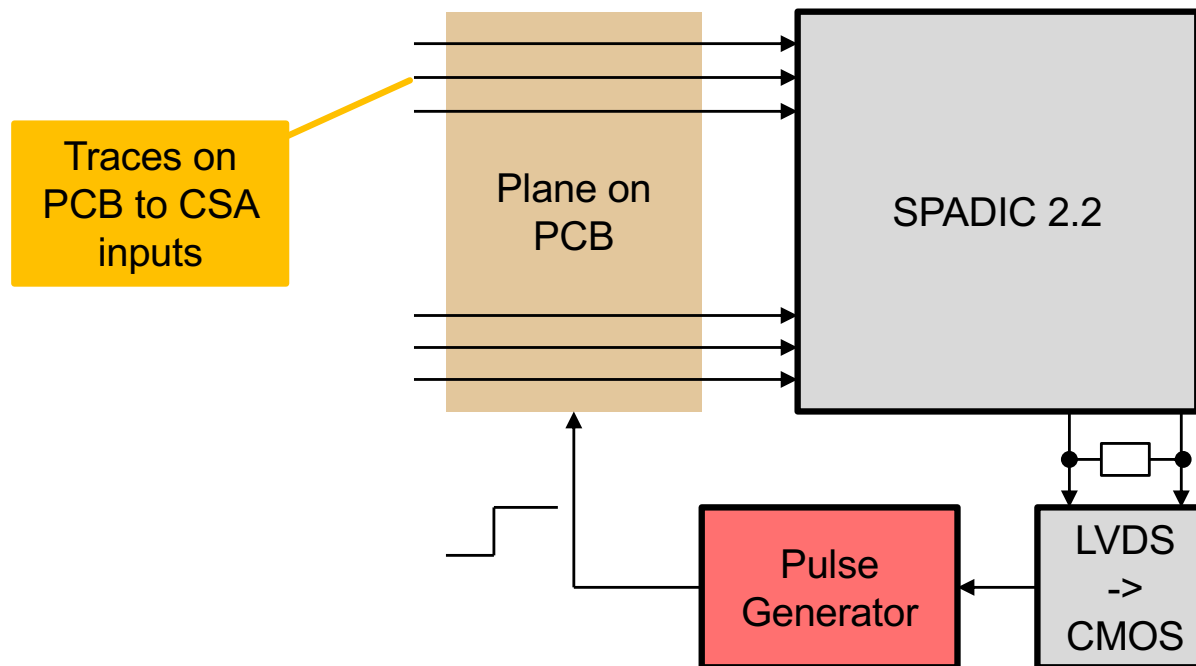 Traces on
PCB to CSA
inputs
Plane on
PCB
SPADIC 2.2
Pulse
Generator
LVDS
->
CMOS